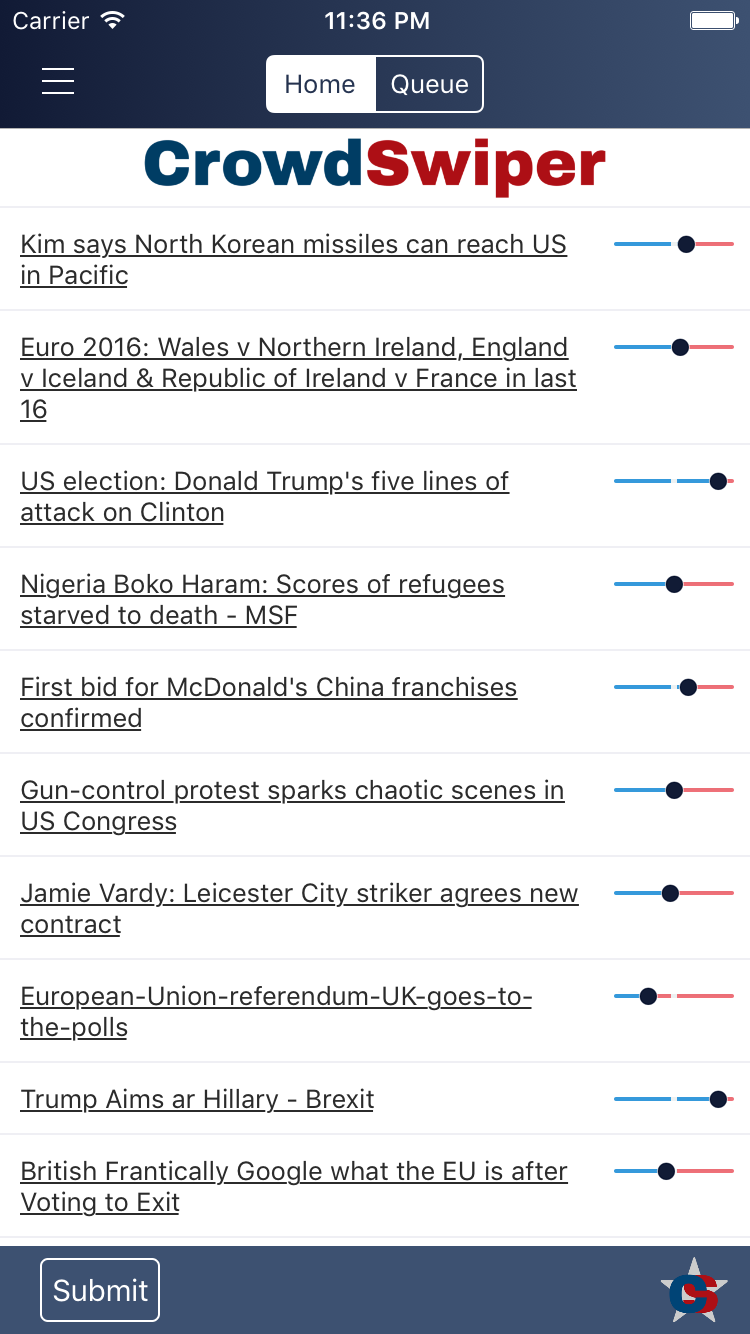 Carrier 11:36 PM
Home Queue
CrowdSwiper
Kim says North Korean missiles can reach US
in Pacific
Euro 2016: Wales v Northern Ireland, England
v Iceland & Republic of Ireland v France in last
16
US election: Donald Trump's five lines of
attack on Clinton
Nigeria Boko Haram: Scores of refugees
starved to death - MSF
First bid for McDonald's China franchises
confirmed
Gun-control protest sparks chaotic scenes in
US Congress
Jamie Vardy: Leicester City striker agrees new
contract
European-Union-referendum-UK-goes-to-
the-polls
Trump Aims ar Hillary - Brexit
British Frantically Google what the EU is after
Voting to Exit
Submit CS